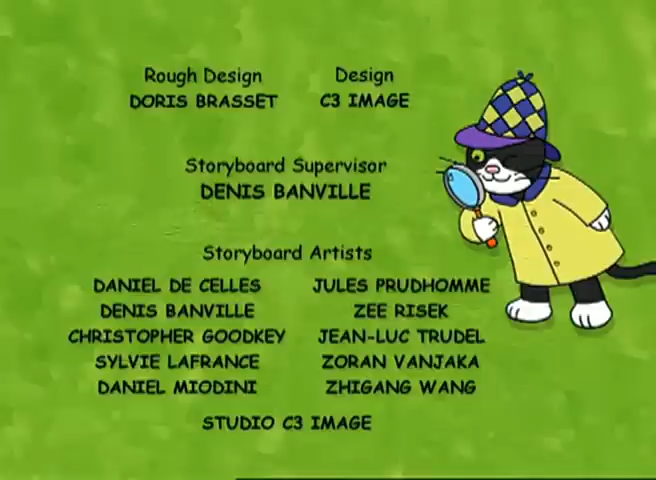 Rough Design Design
DORIS BRASSET C3 IMAGE
Storyboard Supervisor
DENIS BANVILLE
Storyboard Artists
DANIEL DE CELLES JULES PRUDHOMME
DENIS BANVILLE ZEE RISEK
CHRISTOPHER GOODKEY JEAN-LUC TRUDEL
SYLVIE LAFRANCE ZORAN VANJAKA
DANIEL MIODINI ZHIGANG WANG
STUDIO C3 IMAGE